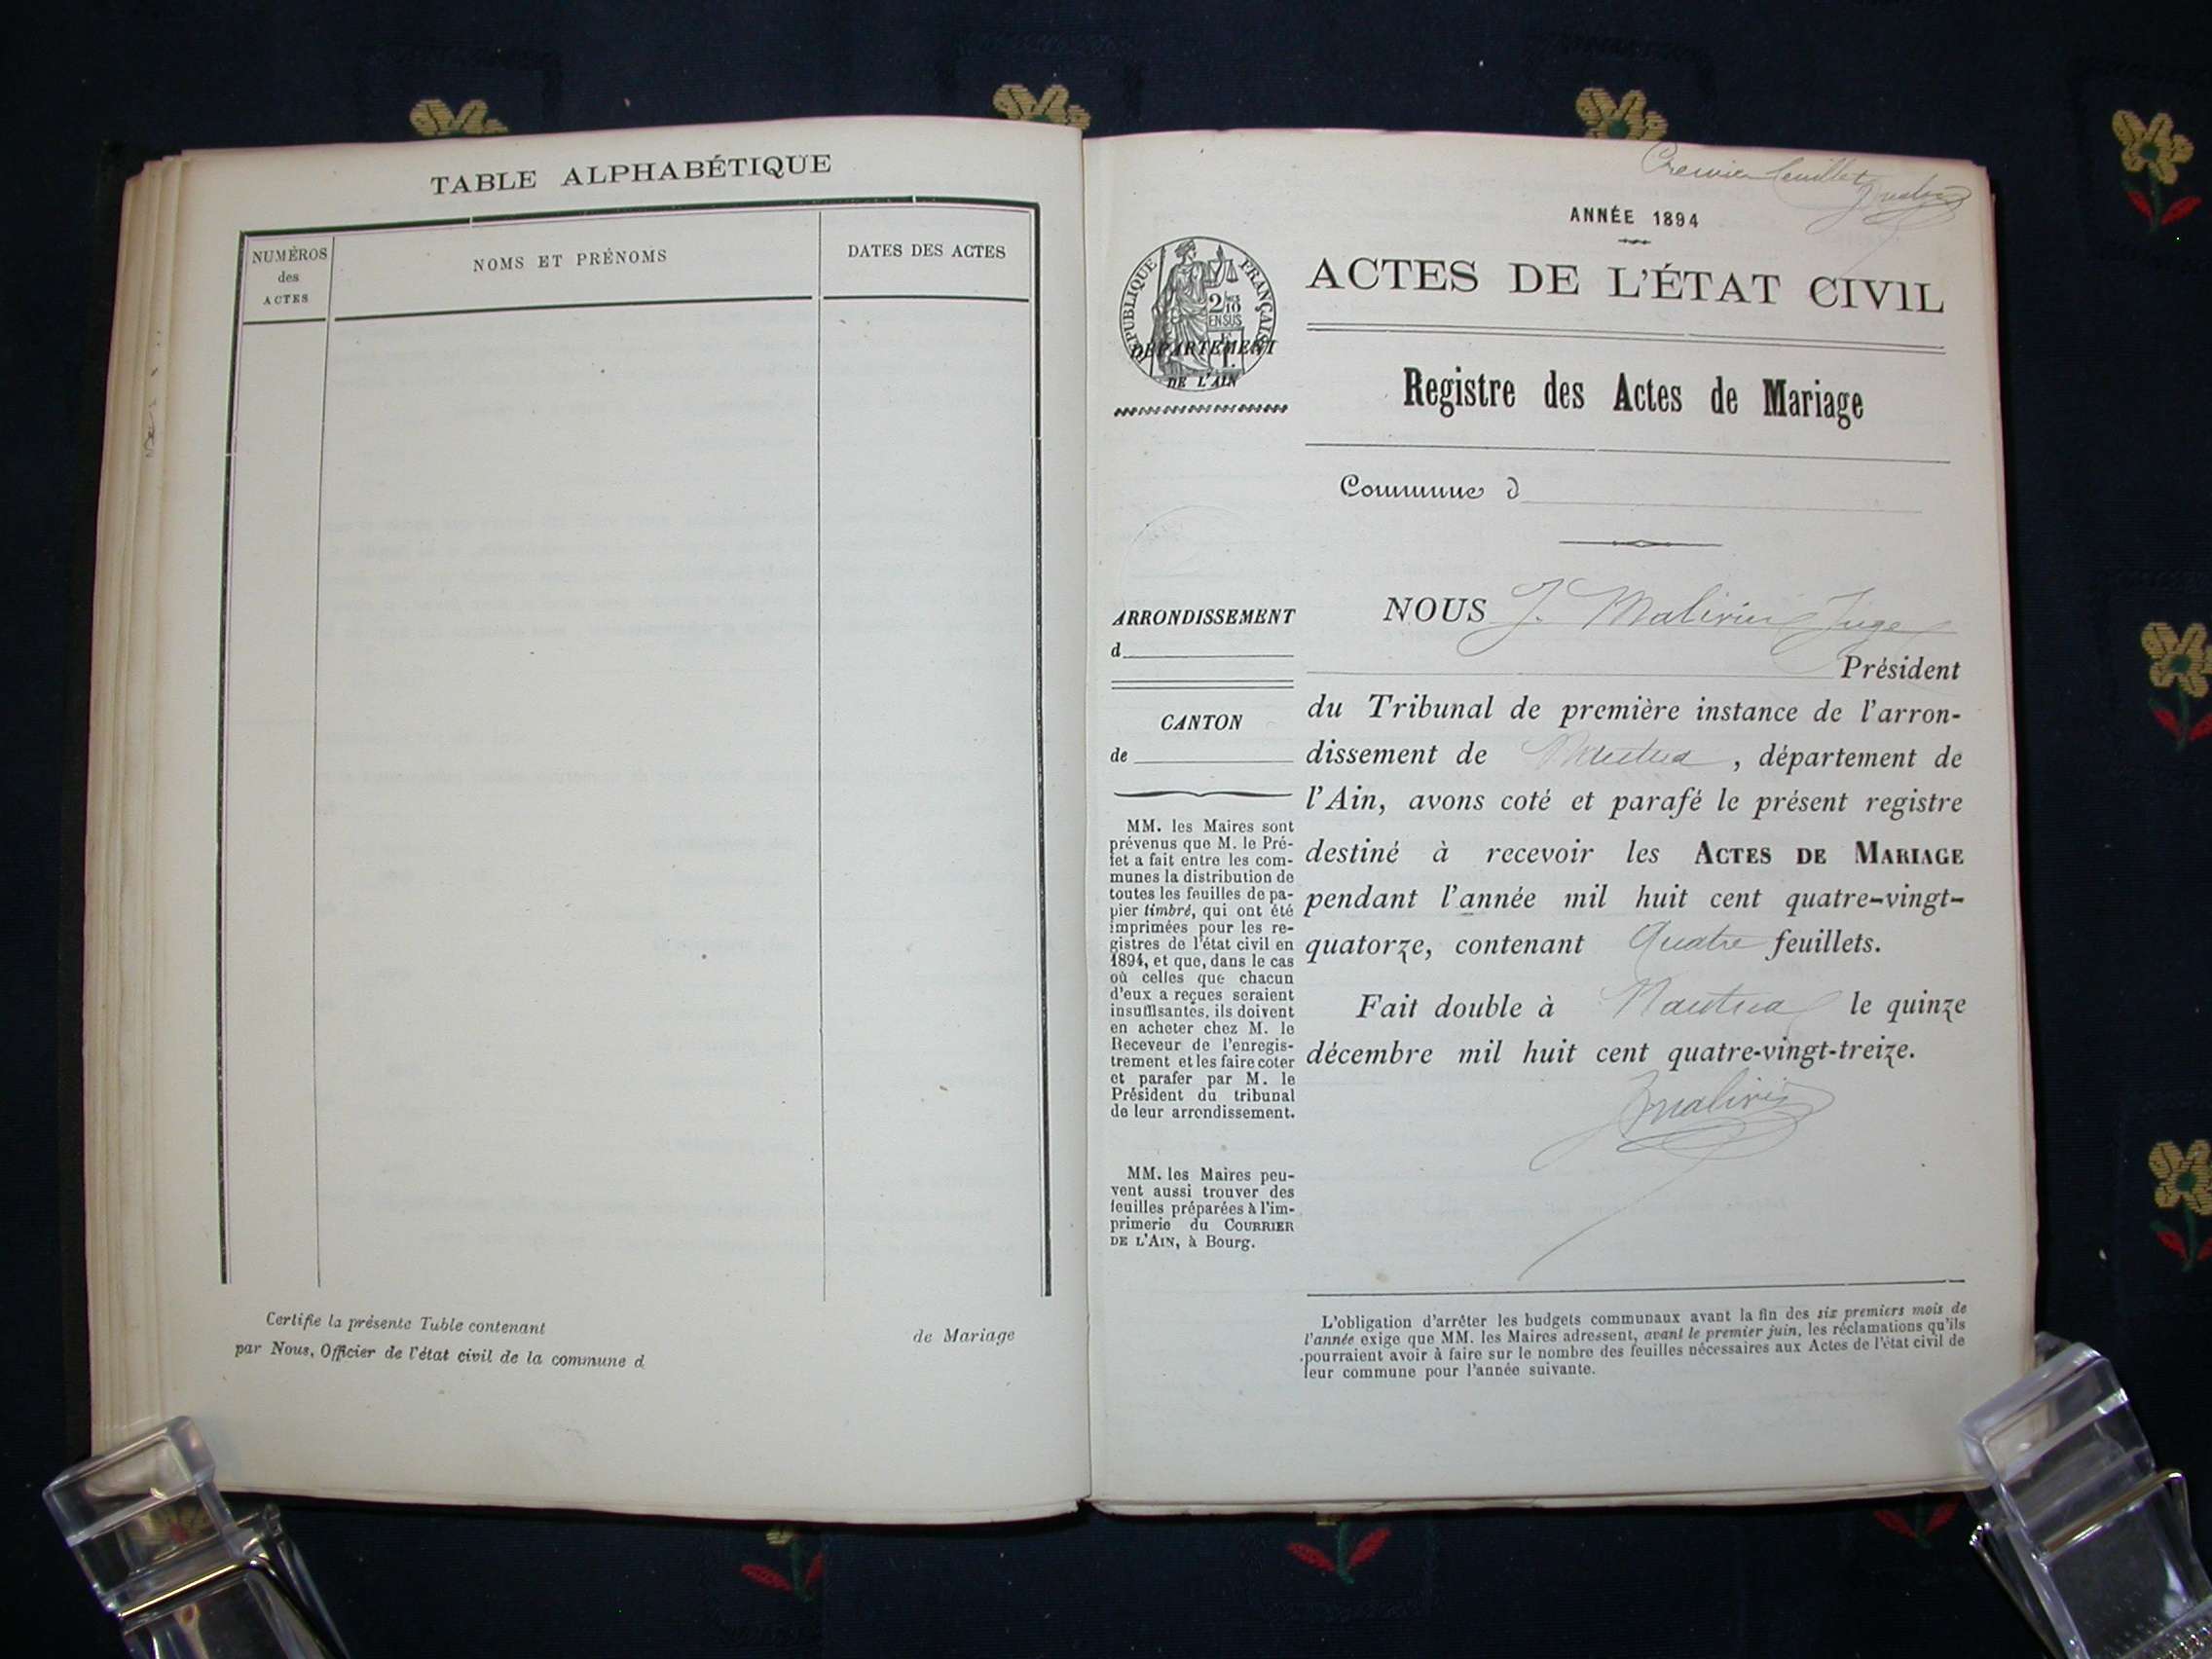 TABLE ALPHABÉTIQUE
NUMÉROS
des
ACTES
NOMS ET PRÉNOMS
DATES DES ACTES
Certifie la présente Table contenant
de Mariage
par Nous, Officier de l'état civil de la commune d
Premier feuillet
ANNÉE 1894
ACTES DE L'ÉTAT CIVIL
RÉPUBLIQUE FRANÇAISE
2/10
EN SUS
DÉPARTEMENT
DE L'AIN
Registre des Actes de Mariage
Commune d
ARRONDISSEMENT
d
CANTON
de
MM. les Maires sont
prévenus que M. le Pré-
fet a fait entre les com-
munes la distribution de
toutes les feuilles de pa-
pier timbré, qui ont été
imprimées pour les re-
gistres de l'état civil en
1894, et que, dans le cas
où celles que chacun
d'eux a reçues seraient
insuffisantes, ils doivent
en acheter chez M. le
Receveur de l'enregis-
trement et les faire coter
et parafer par M. le
Président du tribunal
de leur arrondissement.
MM. les Maires peu-
vent aussi trouver des
feuilles préparées à l'im-
primerie du COURRIER
DE L'AIN, à Bourg.
NOUS J. Malivin Juge
Président
du Tribunal de première instance de l'arron-
dissement de Nantua, département de
l'Ain, avons coté et parafé le présent registre
destiné à recevoir les ACTES DE MARIAGE
pendant l'année mil huit cent quatre-vingt-
quatorze, contenant Quatre feuillets.
Fait double à Nantua le quinze
décembre mil huit cent quatre-vingt-treize.
JMalivin
L'obligation d'arrêter les budgets communaux avant la fin des six premiers mois de
l'année exige que MM. les Maires adressent, avant le premier juin, les réclamations qu'ils
pourraient avoir à faire sur le nombre des feuilles nécessaires aux Actes de l'état civil de
leur commune pour l'année suivante.